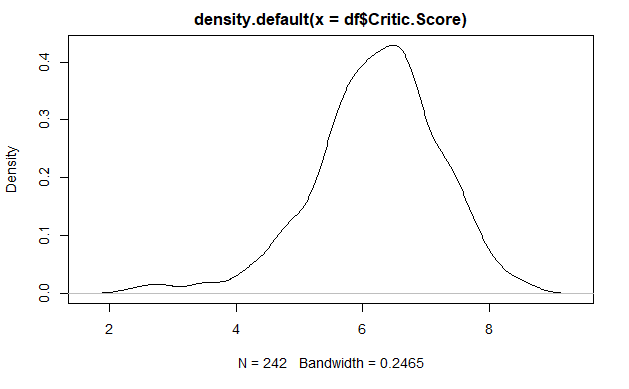 density.default(x = df$Critic.Score)
Density
0.4
0.3
0.2
0.1
0.0
2 4 6 8
N = 242 Bandwidth = 0.2465